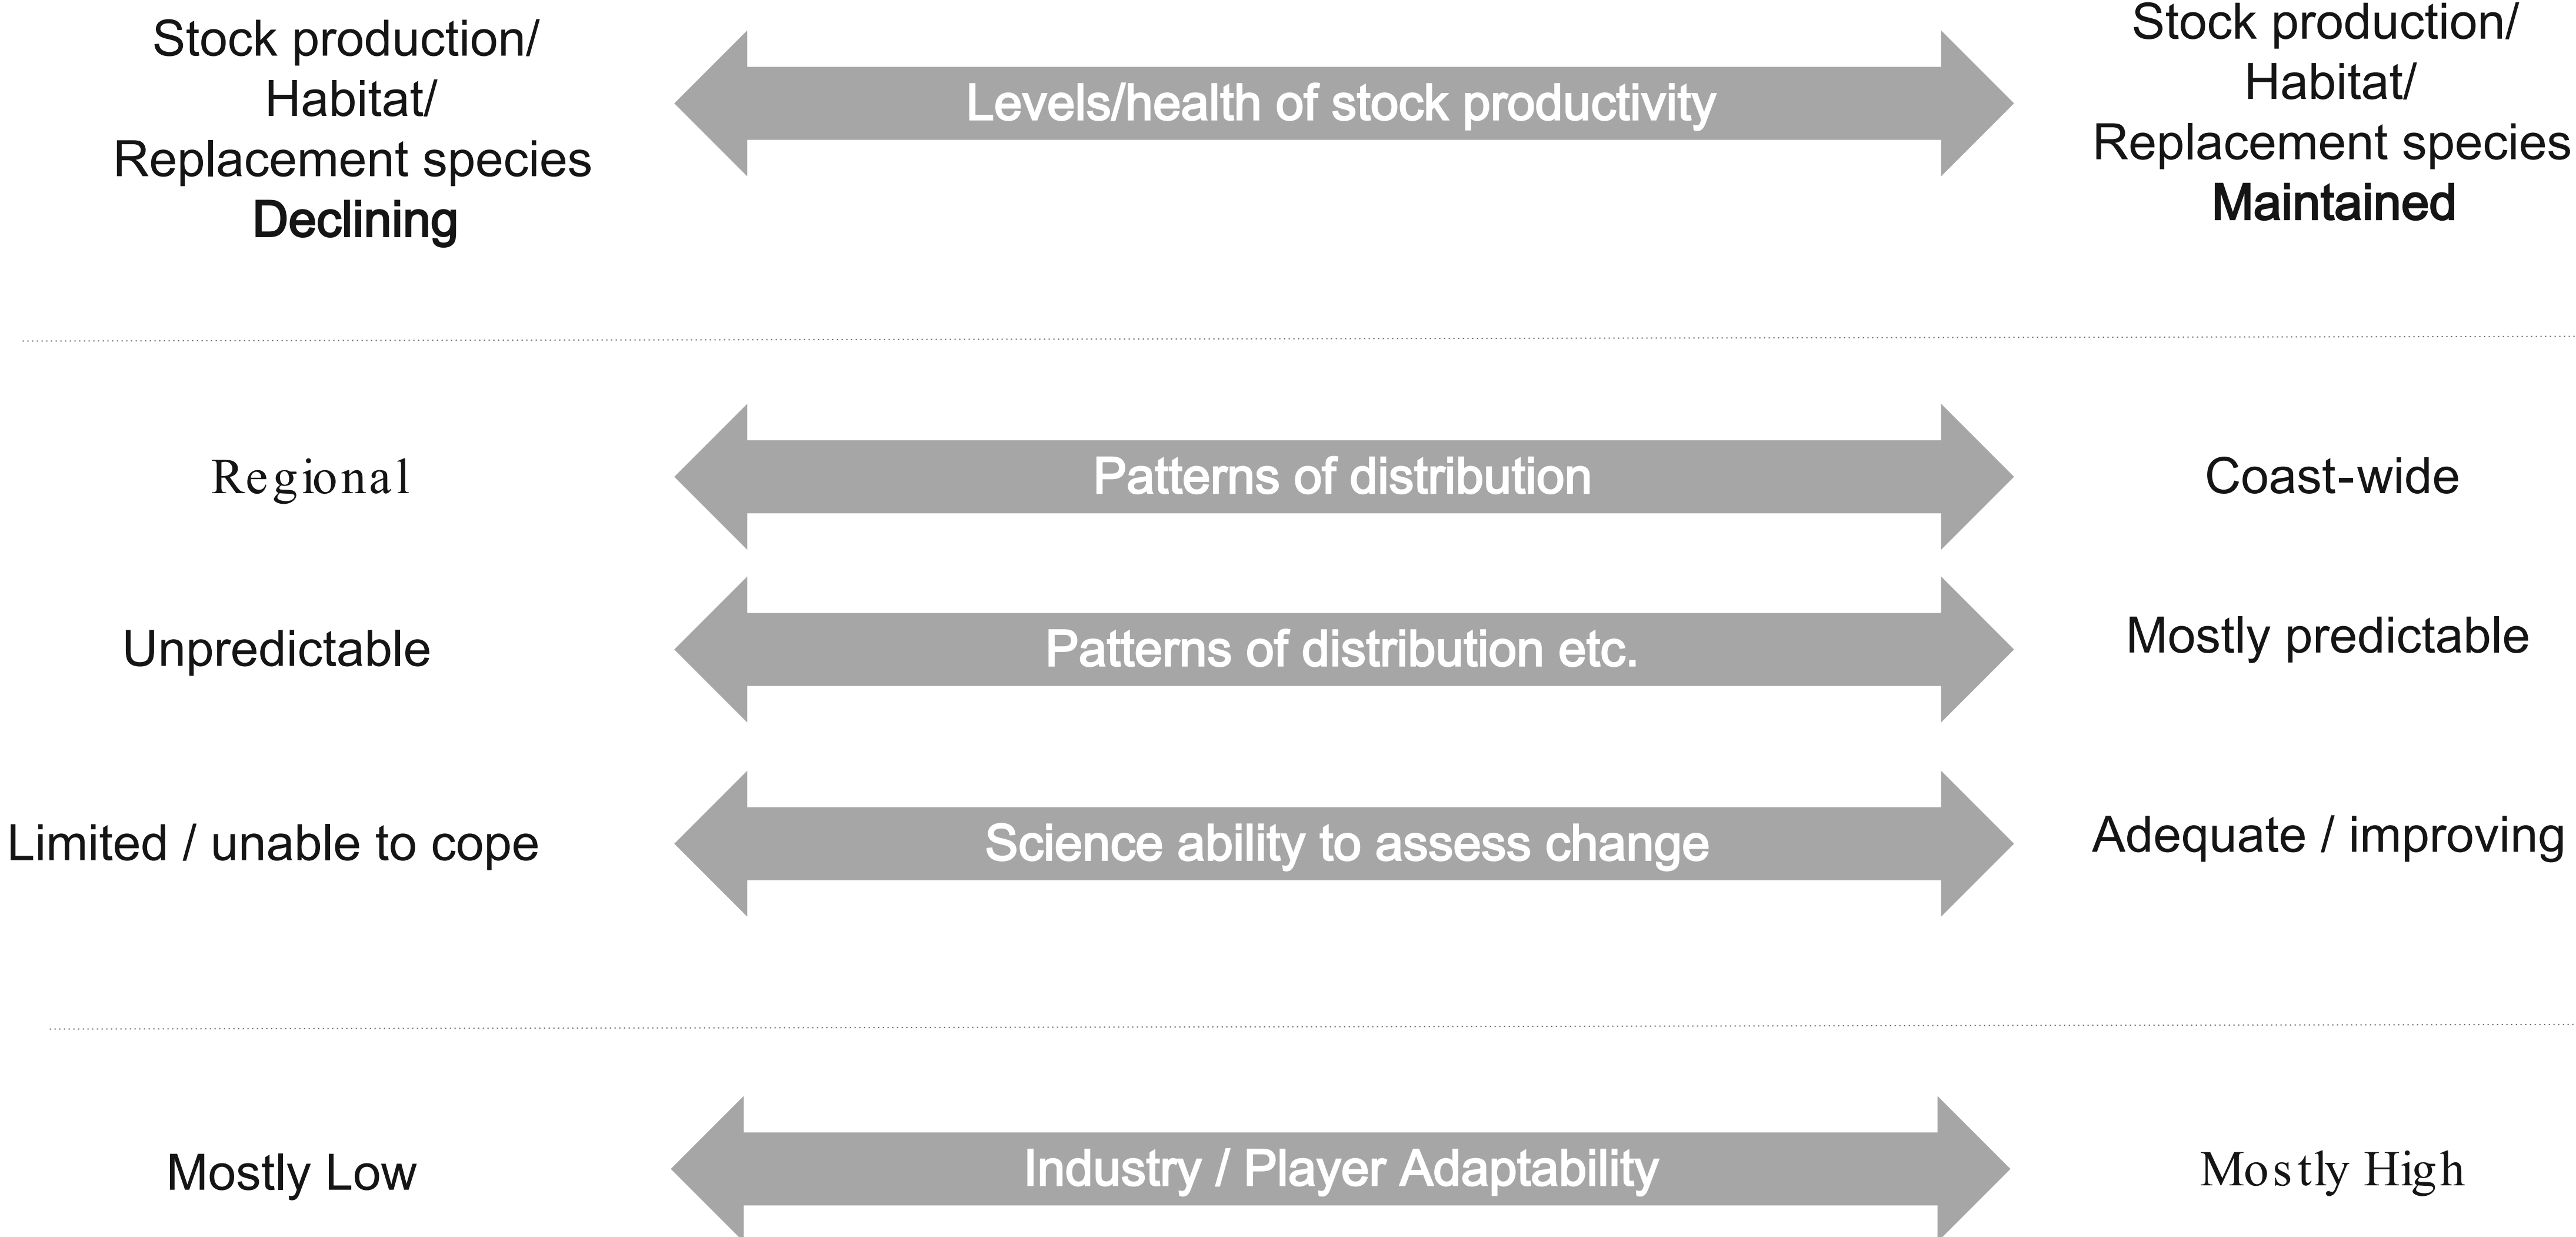 Stock production/
Habitat/
Replacement species
Declining
Levels/health of stock productivity
Stock production/
Habitat/
Replacement species
Maintained
Regional
Patterns of distribution
Coast-wide
Unpredictable
Patterns of distribution etc.
Mostly predictable
Limited / unable to cope
Science ability to assess change
Adequate / improving
Mostly Low
Industry / Player Adaptability
Mostly High